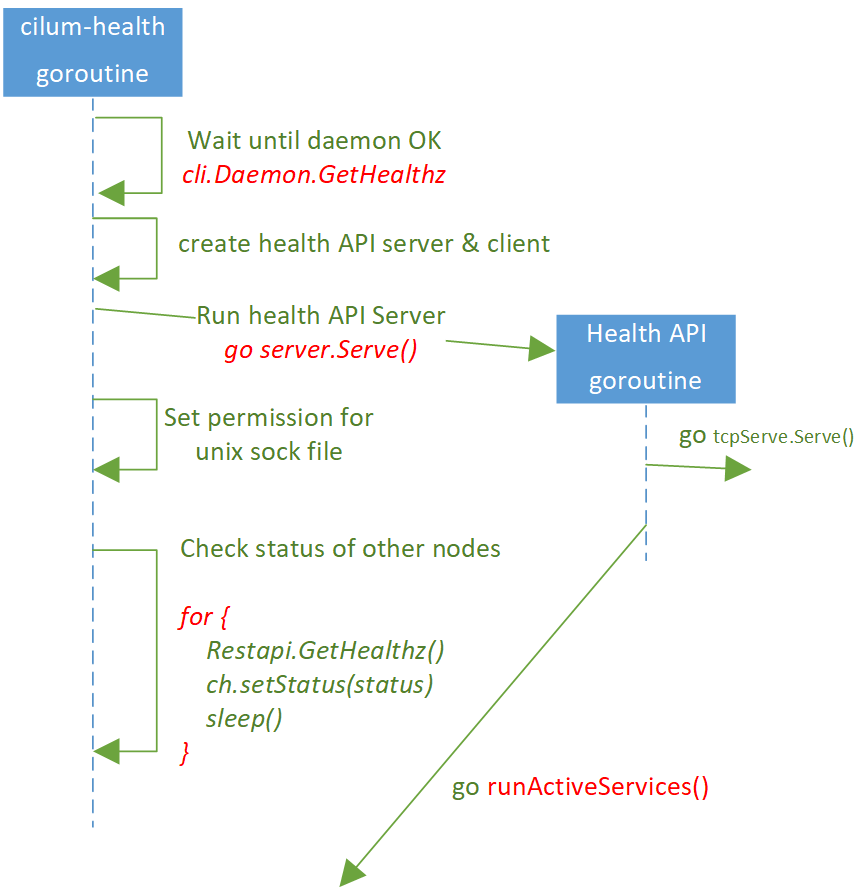 cilum-health
goroutine
Wait until daemon OK
cli.Daemon.GetHealthz
create health API server & client
Run health API Server
go server.Serve()
Health API
goroutine
Set permission for
unix sock file
go tcpServe.Serve()
Check status of other nodes
for {
Restapi.GetHealthz()
ch.setStatus(status)
sleep()
}
go runActiveServices()